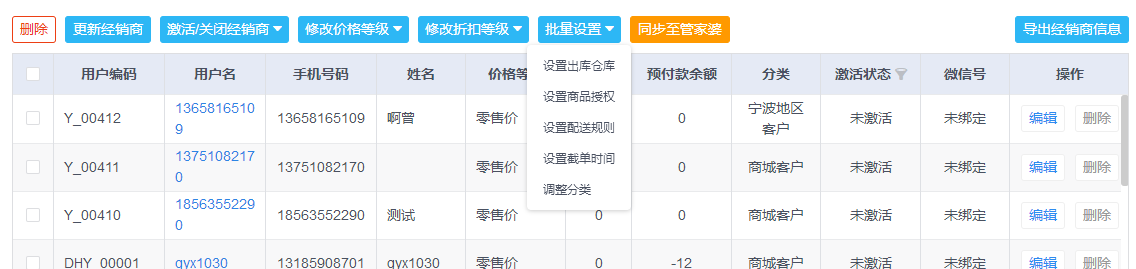 删除 更新经销商 激活/关闭经销商 修改价格等级 修改折扣等级 批量设置 同步至管家婆 导出经销商信息
用户编码 用户名 手机号码 姓名 价格等 预付款余额 分类 激活状态 微信号 操作
设置出库仓库
设置商品授权
设置配送规则
设置截单时间
调整分类
Y_00412 1365816510
9 13658165109 啊曾 零售价 0 宁波地区
客户 未激活 未绑定 编辑 删除
Y_00411 1375108217
0 13751082170 零售价 0 商城客户 未激活 未绑定 编辑 删除
Y_00410 1856355229
0 18563552290 测试 零售价 0 0 商城客户 未激活 未绑定 编辑 删除
DHY_00001 gyx1030 13185908701 gyx1030 零售价 0 -12 商城客户 未激活 未绑定 编辑 删除